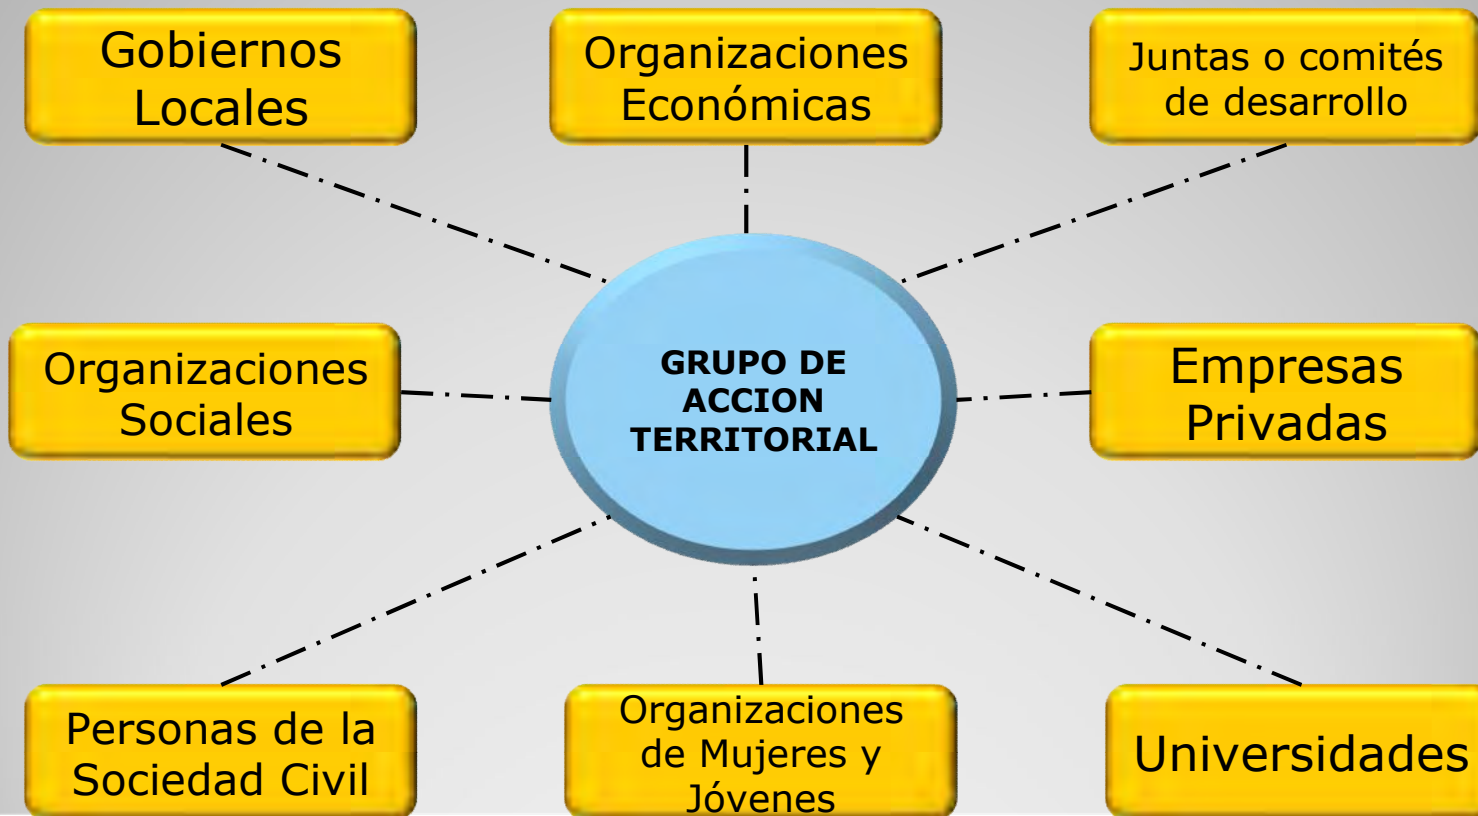 Gobiernos
Locales
Organizaciones
Económicas
Juntas o comités
de desarrollo
Organizaciones
Sociales
GRUPO DE
ACCION
TERRITORIAL
Empresas
Privadas
Personas de la
Sociedad Civil
Organizaciones
de Mujeres y
Jóvenes
Universidades